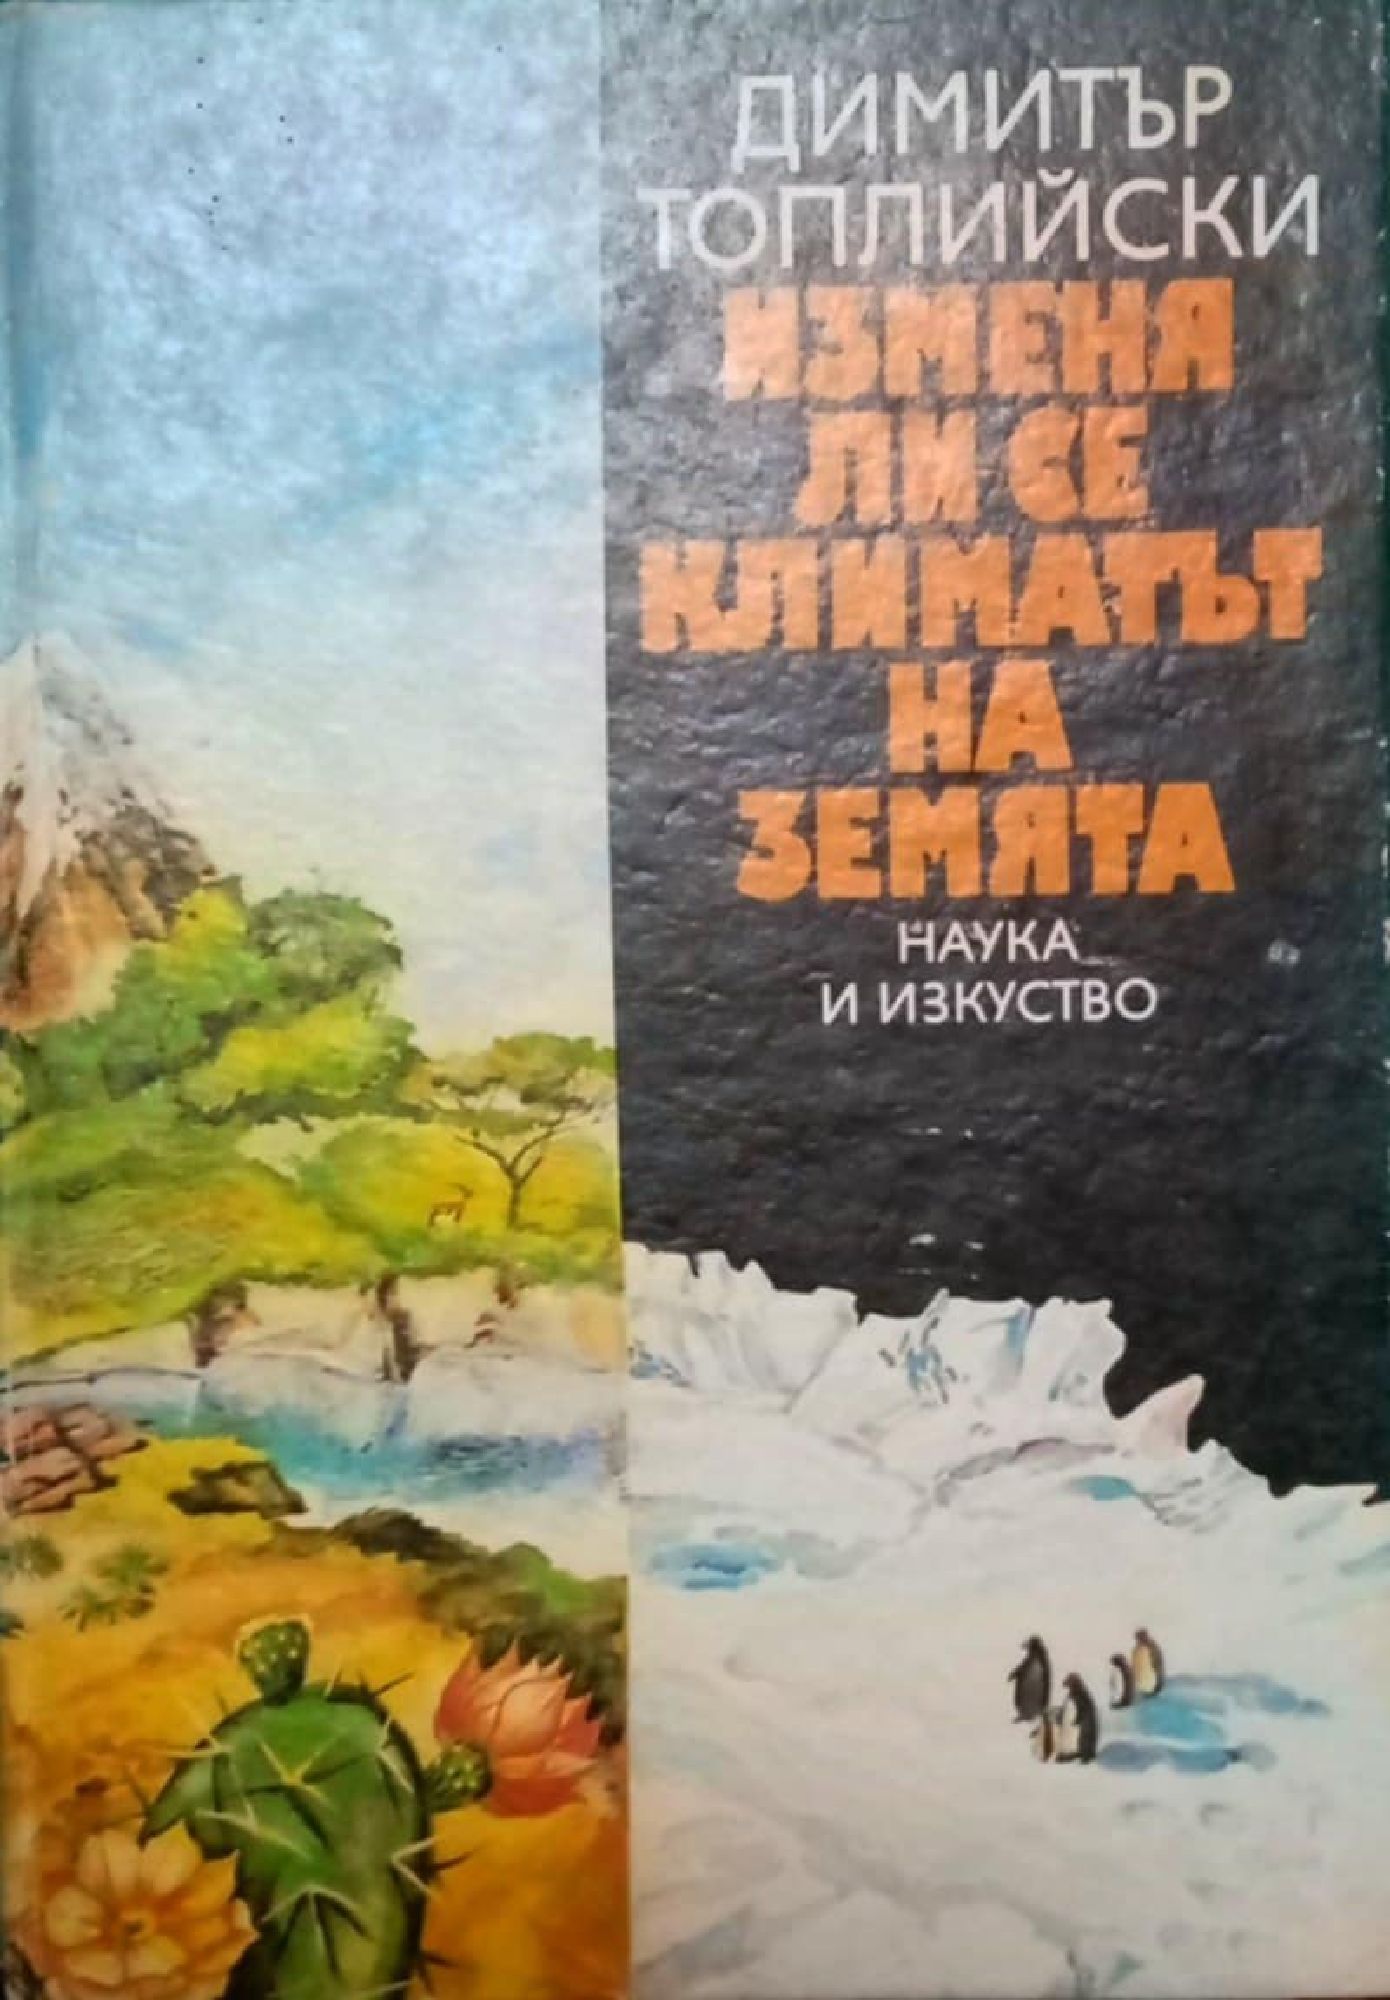 ДИМИТЪР
ТОПЛИЙСКИ
ИЗМЕНЯ
ЛИ СЕ
КЛИМАТЪТ
НА
ЗЕМЯТА
НАУКА
И ИЗКУСТВО